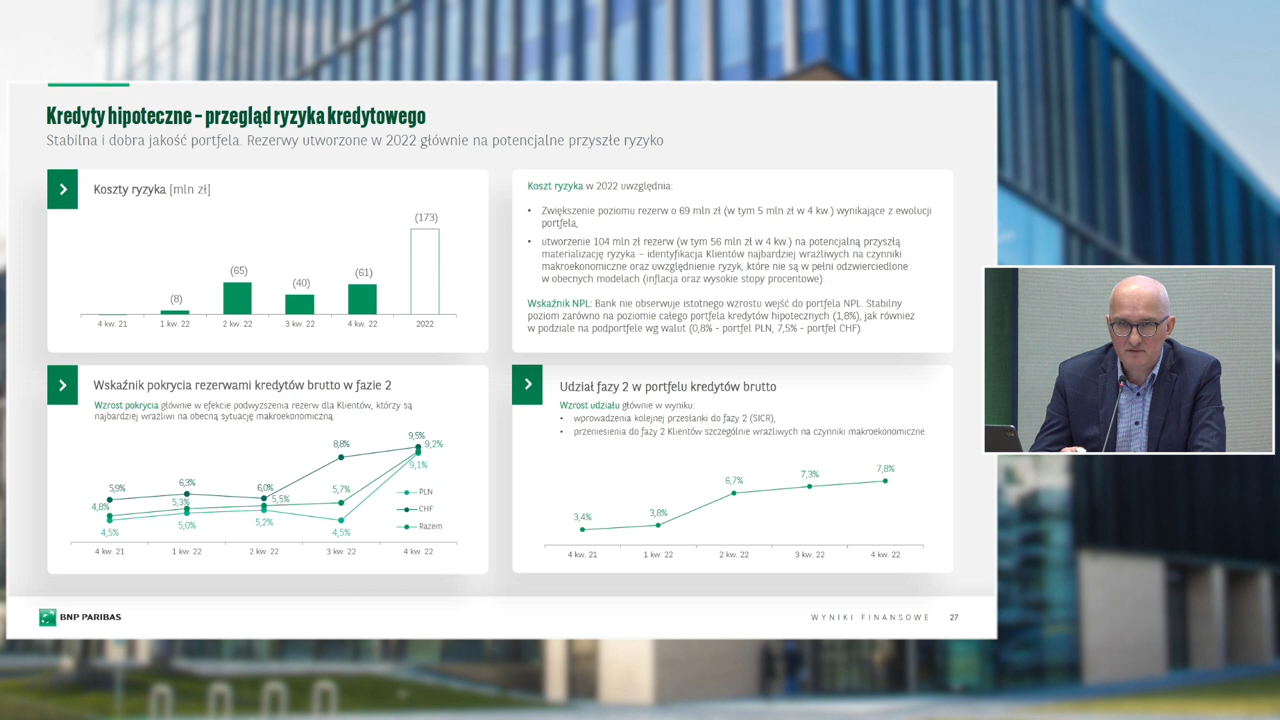 Kredyty hipoteczne – przegląd ryzyka kredytowego
Stabilna i dobra jakość portfela. Rezerwy utworzone w 2022 głównie na potencjalne przyszłe ryzyko
Koszty ryzyka [mln zł]
(173)
(65)
(61)
(40)
(8)
4 kw. 21
1 kw. 22
2 kw. 22
3 kw. 22
4 kw. 22
2022
Koszt ryzyka w 2022 uwzględnia:
• Zwiększenie poziomu rezerw o 69 mln zł (w tym 5 mln zł w 4 kw.) wynikające z ewolucji
portfela,
• utworzenie 104 mln zł rezerw (w tym 56 mln zł w 4 kw.) na potencjalną przyszłą
materializację ryzyka – identyfikacja Klientów najbardziej wrażliwych na czynniki
makroekonomiczne oraz uwzględnienie ryzyk, które nie są w pełni odzwierciedlone
w obecnych modelach (inflacja oraz wysokie stopy procentowe).
Wskaźnik NPL: Bank nie obserwuje istotnego wzrostu wejść do portfela NPL. Stabilny
poziom zarówno na poziomie całego portfela kredytów hipotecznych (1,8%), jak również
w podziale na podportfele wg walut (0,8% - portfel PLN, 7,5% - portfel CHF).
Wskaźnik pokrycia rezerwami kredytów brutto w fazie 2
Wzrost pokrycia głównie w efekcie podwyższenia rezerw dla Klientów, którzy są
najbardziej wrażliwi na obecną sytuację makroekonomiczną.
9,5%
9,2%
9,1%
8,8%
5,9%
6,3%
6,0%
5,7%
4,8%
5,3%
5,5%
4,5%
5,0%
5,2%
4,5%
PLN
CHF
Razem
4 kw. 21
1 kw. 22
2 kw. 22
3 kw. 22
4 kw. 22
Udział fazy 2 w portfelu kredytów brutto
Wzrost udziału głównie w wyniku:
• wprowadzenia kolejnej przesłanki do fazy 2 (SICR),
• przeniesienia do fazy 2 Klientów szczególnie wrażliwych na czynniki makroekonomiczne.
3,4%
3,8%
6,7%
7,3%
7,8%
4 kw. 21
1 kw. 22
2 kw. 22
3 kw. 22
4 kw. 22
BNP PARIBAS
WYNIKI FINANSOWE 27